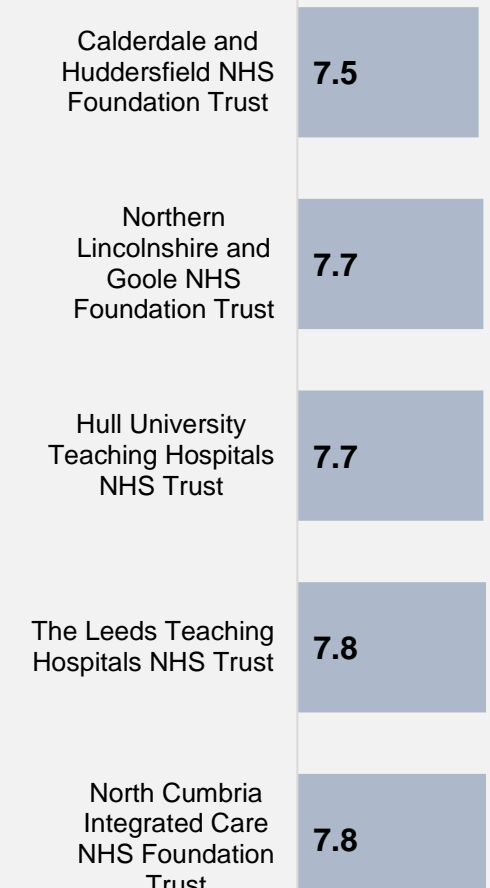 Calderdale and
Huddersfield NHS
Foundation Trust
7.5
Northern
Lincolnshire and
Goole NHS
Foundation Trust
7.7
Hull University
Teaching Hospitals
NHS Trust
7.7
The Leeds Teaching
Hospitals NHS Trust
7.8
North Cumbria
Integrated Care
NHS Foundation
Trust
7.8